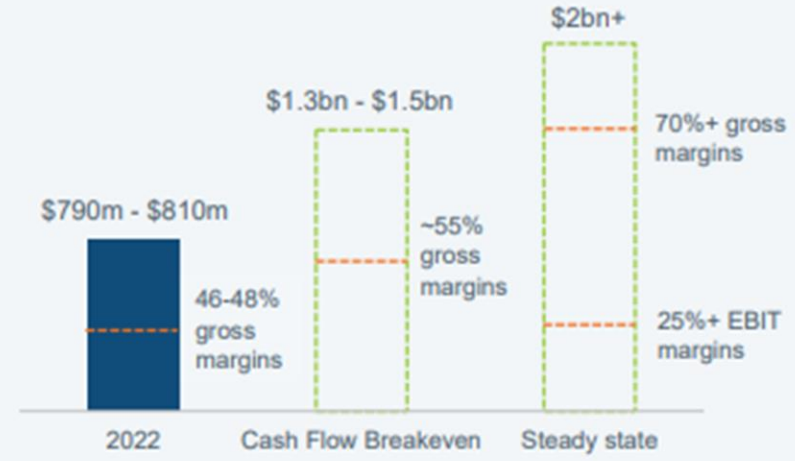 $2bn+
$1.3bn - $1.5bn
70%+ gross
margins
$790m - $810m
~55%
gross
margins
46-48%
gross
margins
25%+ EBIT
margins
2022
Cash Flow Breakeven
Steady state